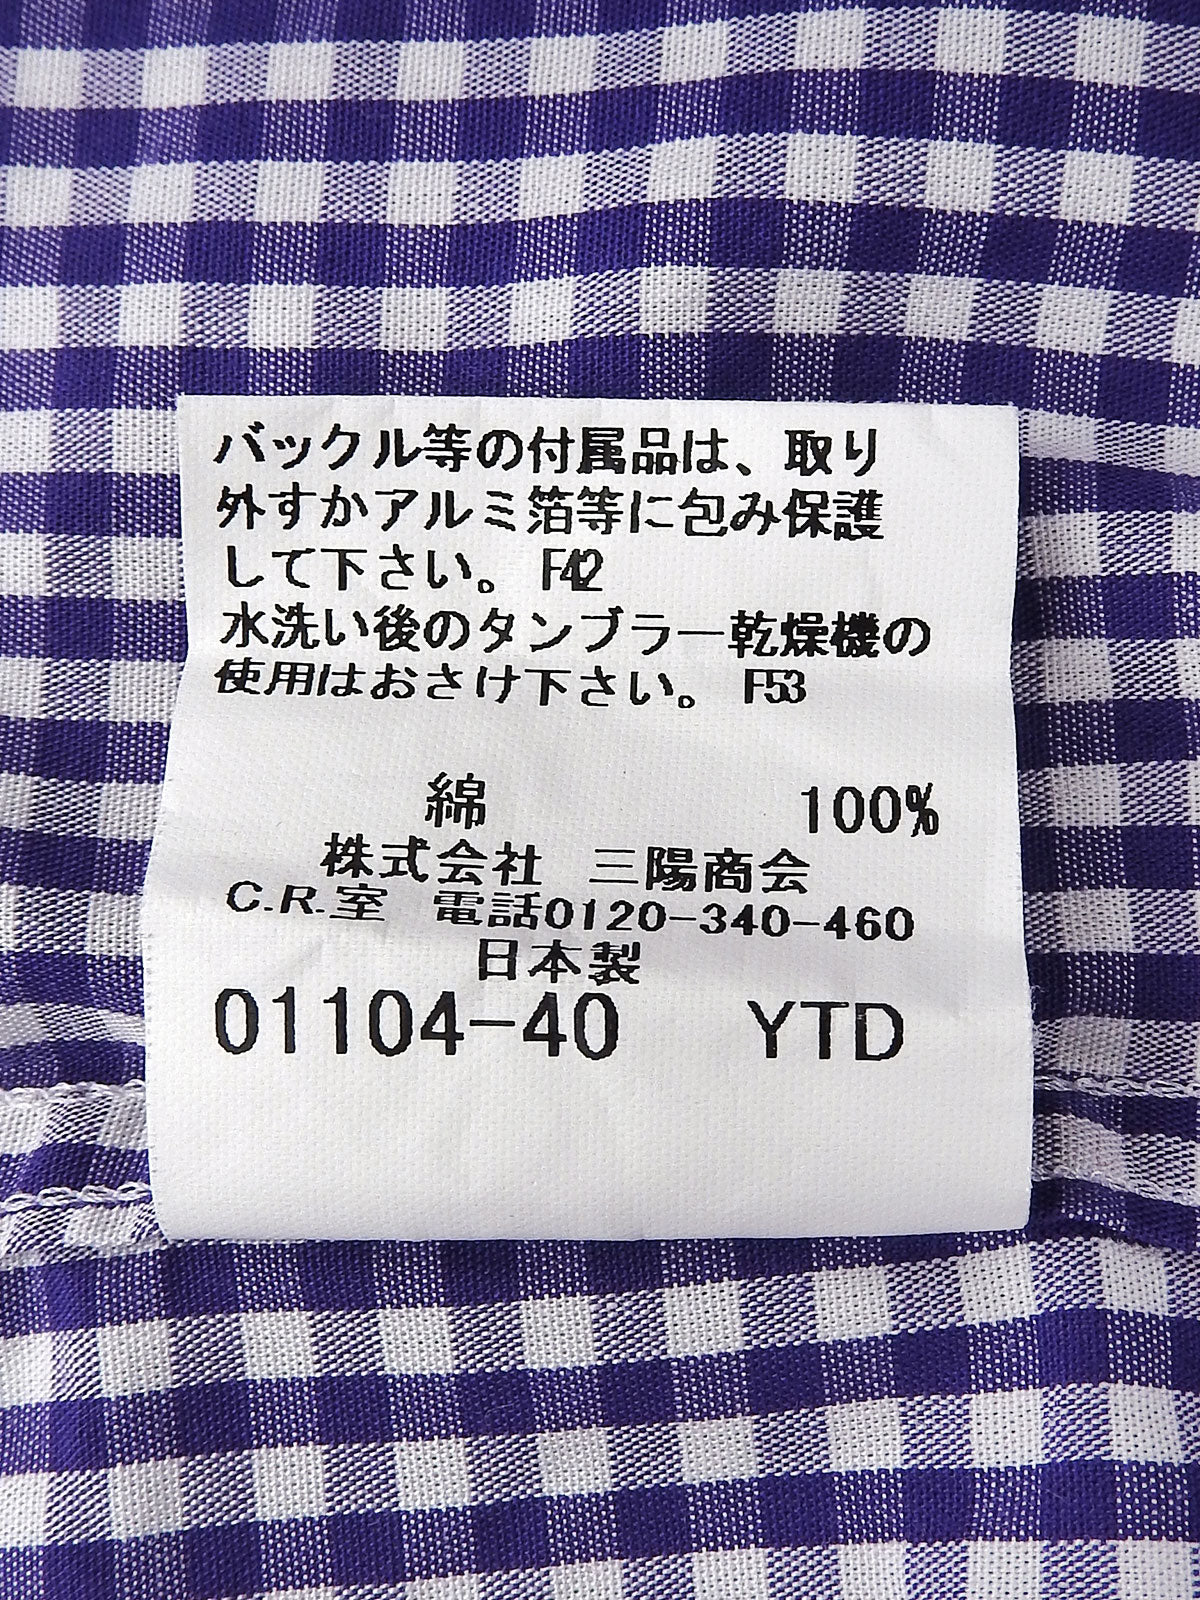 バックル等の付属品は、取り
外すかアルミ箔等に包み保護
して下さい。 F42
水洗い後のタンブラー乾燥機の
使用はおさけ下さい。 F53
綿 100%
株式会社 三陽商会
C.R.室 電話0120-340-460
日本製
01104-40 YTD